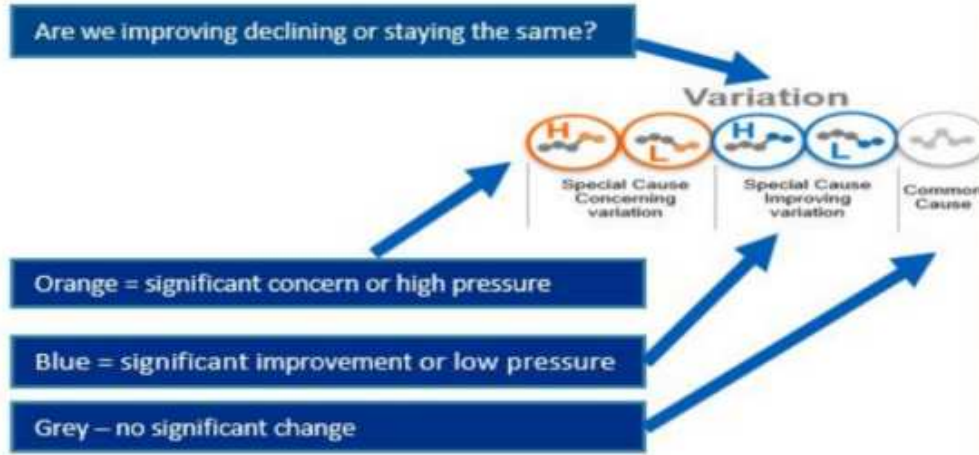 Are we improving declining or staying the same?
Variation
H
L
H
L
Special Cause
Concerning
variation
Special Cause
Improving
variation
Common
Cause
Orange = significant concern or high pressure
Blue = significant improvement or low pressure
Grey – no significant change